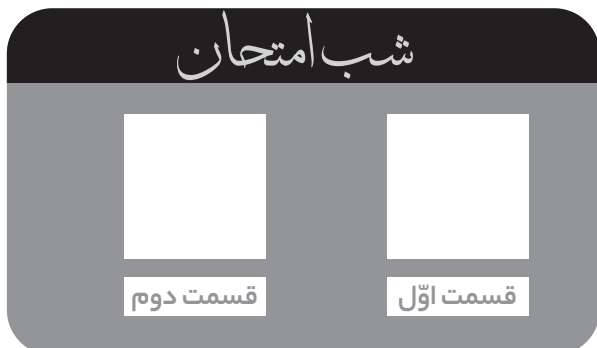 شب امتحان
قسمت اوّل
قسمت دوم